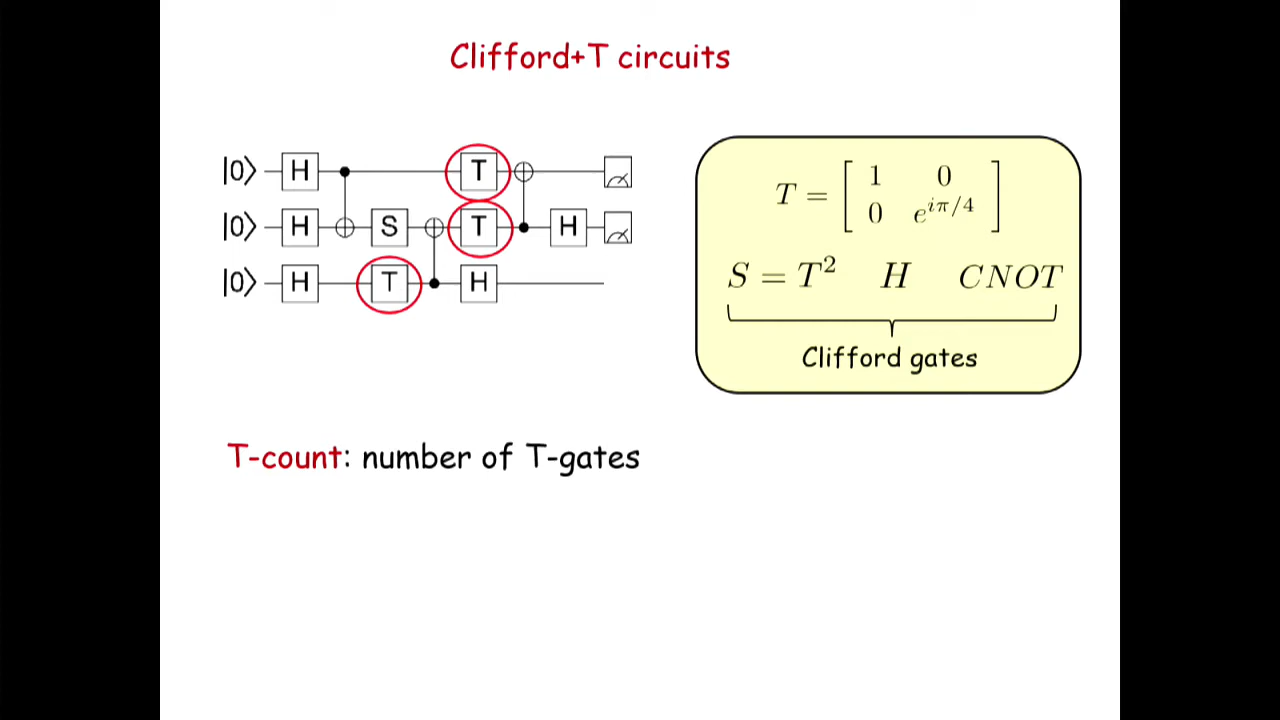 Clifford+T circuits
|0⟩ H T
|0⟩ H S T H
|0⟩ H T H
T = [ 1 0
0 e^{iπ/4} ]
S = T² H CNOT
Clifford gates
T-count: number of T-gates